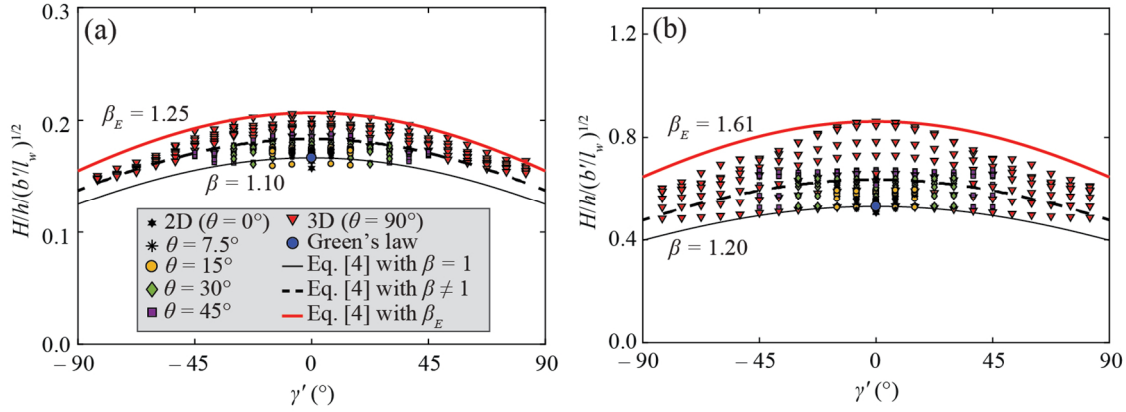 (a)
0.3
0.2
0.1
0.0
H/h/(b′/l_w)^1/2
β_E = 1.25
β = 1.10
2D (θ = 0°)
θ = 7.5°
θ = 15°
θ = 30°
θ = 45°
3D (θ = 90°)
Green's law
Eq. [4] with β = 1
Eq. [4] with β ≠ 1
Eq. [4] with β_E
– 90
– 45
0
45
90
γ′ (°)
(b)
1.2
0.8
0.4
0.0
H/h/(b′/l_w)^1/2
β_E = 1.61
β = 1.20
– 90
– 45
0
45
90
γ′ (°)